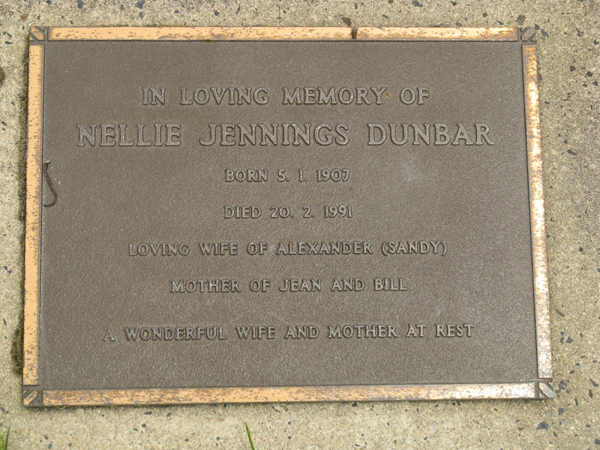 IN LOVING MEMORY OF
NELLIE JENNINGS DUNBAR
BORN 5. 1. 1907
DIED 20. 2. 1991
LOVING WIFE OF ALEXANDER (SANDY)
MOTHER OF JEAN AND BILL
A WONDERFUL WIFE AND MOTHER AT REST